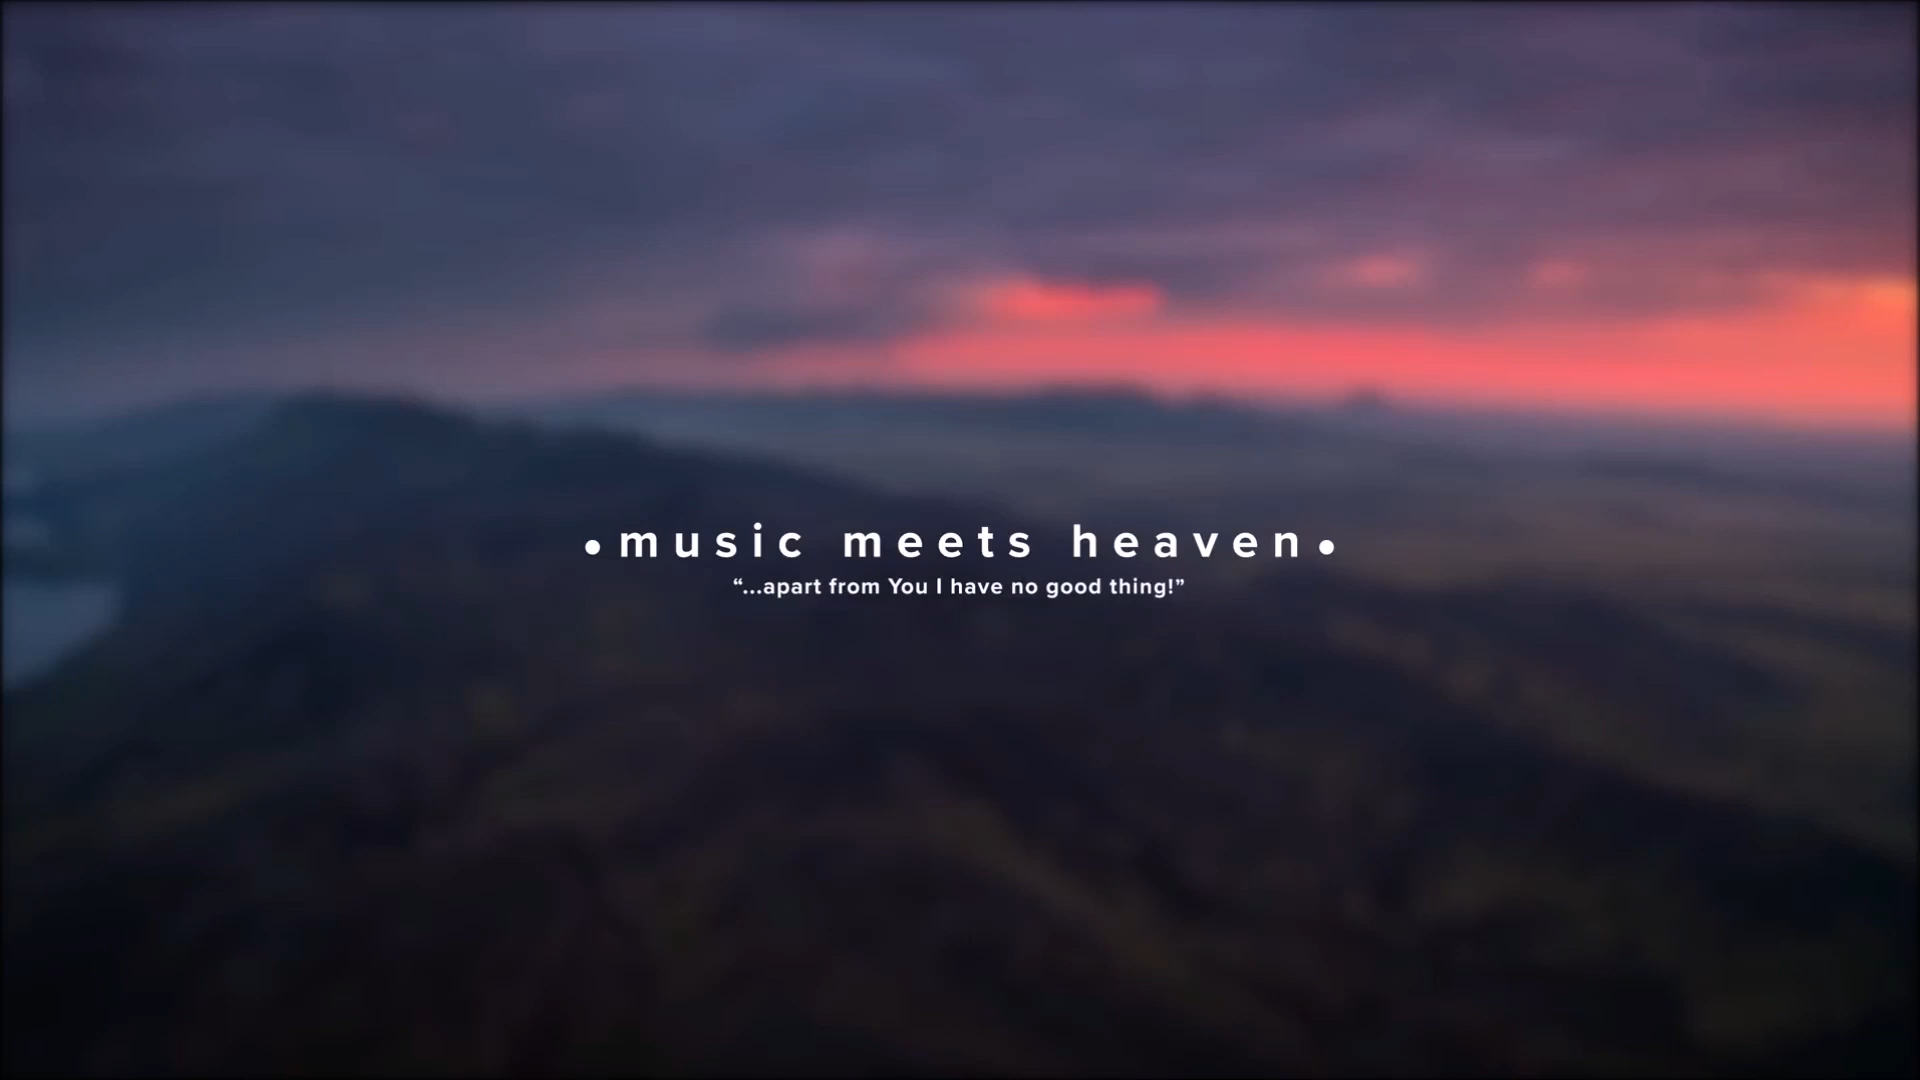 •music meets heaven•
“...apart from You I have no good thing!”